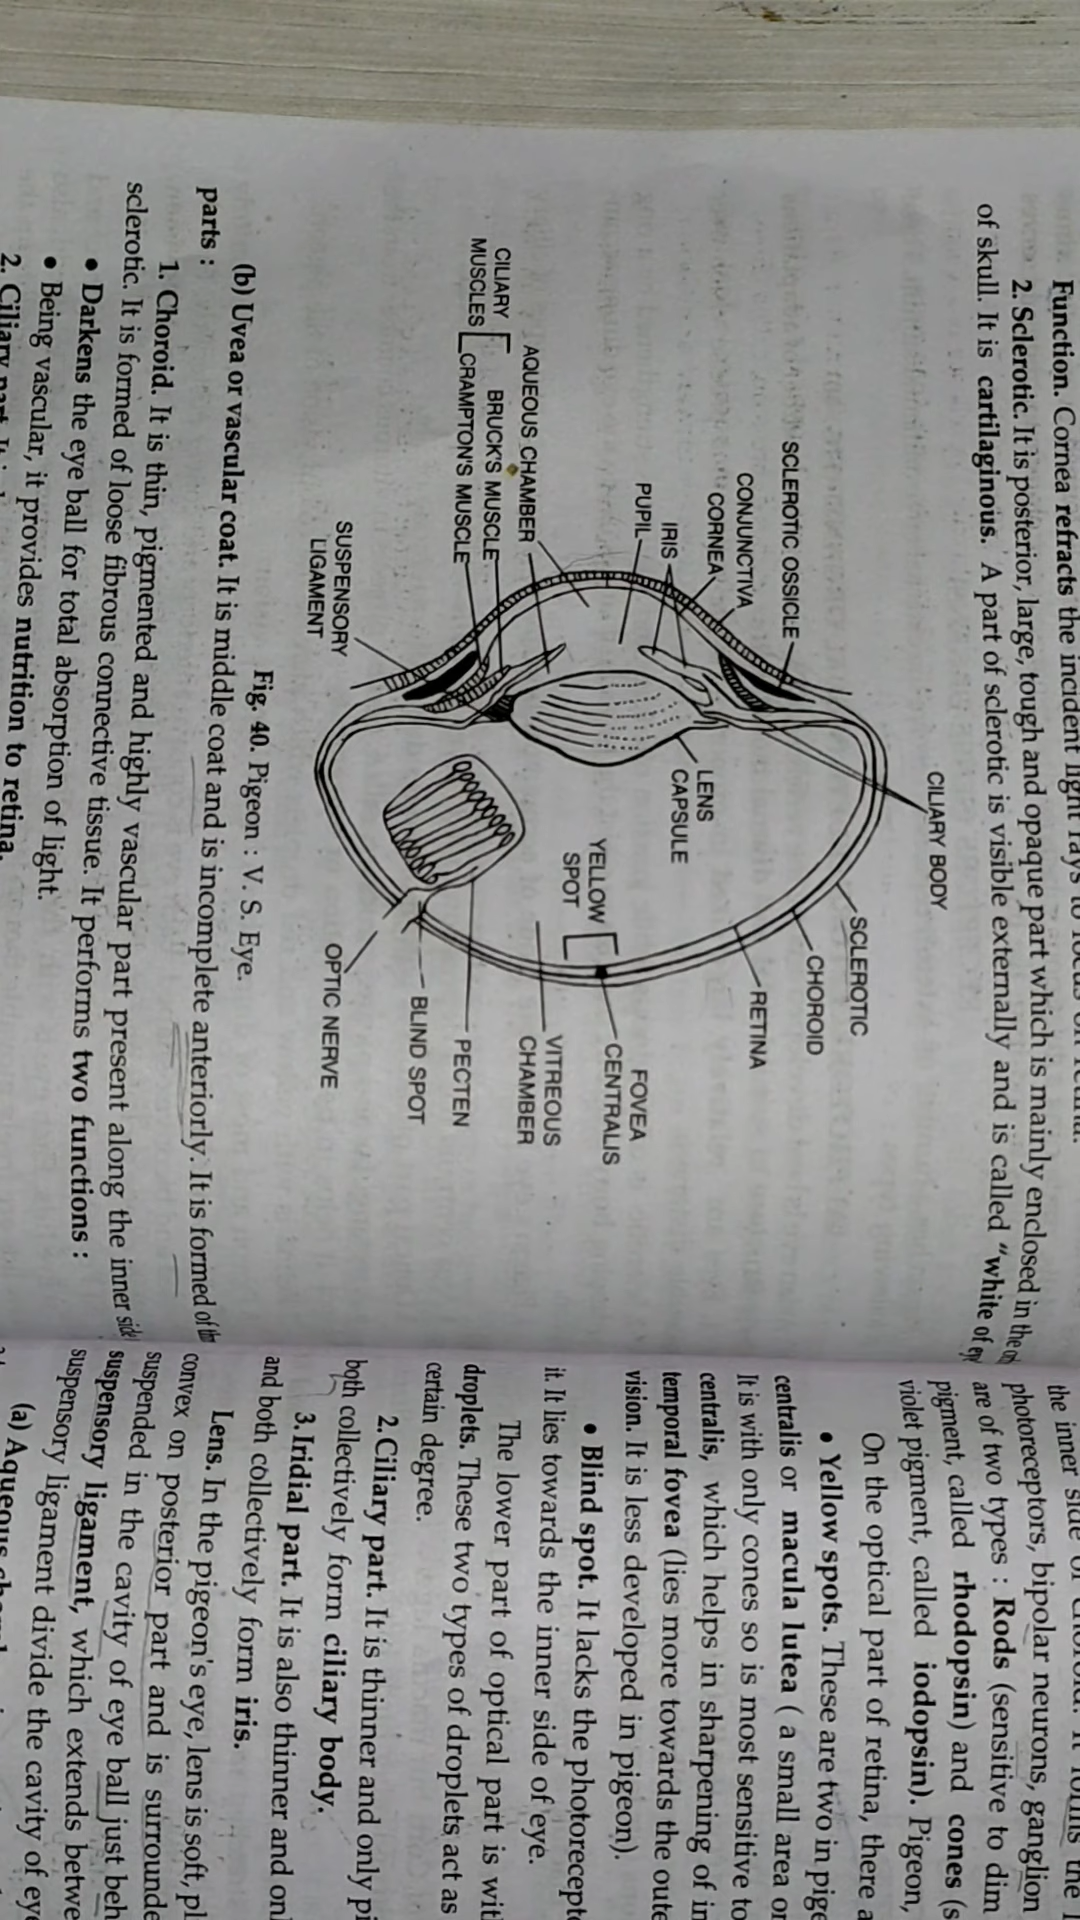 Function. Cornea refracts the incident light rays to focus on retina.
2. Sclerotic. It is posterior, large, tough and opaque part which is mainly enclosed in the
of skull. It is cartilaginous. A part of sclerotic is visible externally and is called "white of eye
CILIARY BODY
SCLEROTIC
CHOROID
RETINA
SCLEROTIC OSSICLE
CONJUNCTIVA
CORNEA
IRIS
PUPIL
LENS
CAPSULE
YELLOW
SPOT
FOVEA
CENTRALIS
VITREOUS
CHAMBER
AQUEOUS CHAMBER
CILIARY
MUSCLES
BRUCK'S MUSCLE
CRAMPTON'S MUSCLE
PECTEN
BLIND SPOT
OPTIC NERVE
SUSPENSORY
LIGAMENT
Fig. 40. Pigeon : V. S. Eye.
(b) Uvea or vascular coat. It is middle coat and is incomplete anteriorly. It is formed of
parts :
1. Choroid. It is thin, pigmented and highly vascular part present along the inner side
sclerotic. It is formed of loose fibrous connective tissue. It performs two functions :
• Darkens the eye ball for total absorption of light.
• Being vascular, it provides nutrition to retina.
2. Ciliary part.
the inner side of choroid. It forms the
photoreceptors, bipolar neurons, ganglion
are of two types : Rods (sensitive to dim
pigment, called rhodopsin) and cones (s
violet pigment, called iodopsin). Pigeon,
On the optical part of retina, there a
• Yellow spots. These are two in pige
centralis or macula lutea ( a small area or
It is with only cones so is most sensitive to
centralis, which helps in sharpening of in
temporal fovea (lies more towards the oute
vision. It is less developed in pigeon).
• Blind spot. It lacks the photorecept
it. It lies towards the inner side of eye.
The lower part of optical part is wit
droplets. These two types of droplets act as
certain degree.
2. Ciliary part. It is thinner and only pi
both collectively form ciliary body.
3. Iridial part. It is also thinner and onl
and both collectively form iris.
Lens. In the pigeon's eye, lens is soft, pl
convex on posterior part and is surrounde
suspended in the cavity of eye ball just beh
suspensory ligament, which extends betwe
suspensory ligament divide the cavity of eye
(a) Aqueous